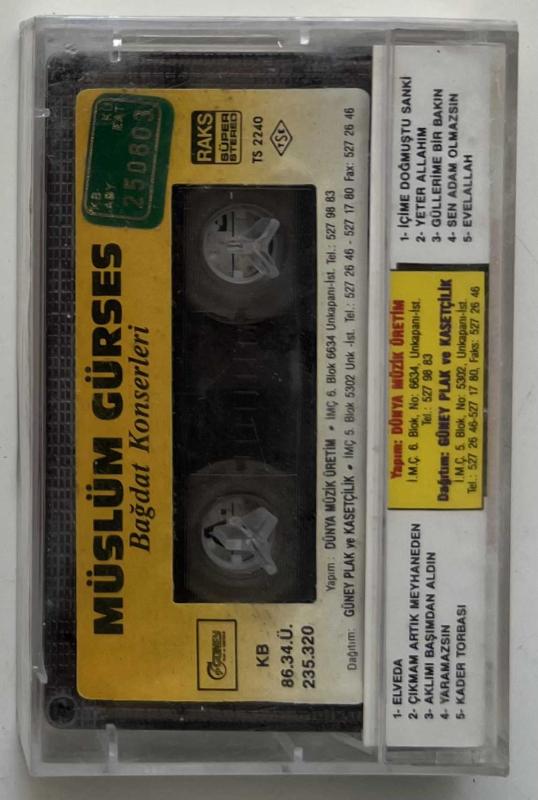 MÜSLÜM GÜRSES
Bağdat Konserleri
KB
250803
RAKS
SÜPER
STEREO
TS 2240
TSE
GÜNEY
KB
86.34.Ü.
235.320
Yapım: DÜNYA MÜZİK ÜRETİM • İMÇ 6. Blok 6634 Unkapanı-İst. Tel.: 527 98 83
Dağıtım: GÜNEY PLAK ve KASETÇİLİK • İMÇ 5. Blok 5302 Unk -İst. Tel.: 527 26 46 - 527 17 80 Fax: 527 26 46
1- ELVEDA
2- ÇIKMAM ARTIK MEYHANEDEN
3- AKLIMI BAŞIMDAN ALDIN
4- YARAMAZSIN
5- KADER TORBASI
Yapım: DÜNYA MÜZİK ÜRETİM
İ.M.Ç. 6. Blok, No: 6634, Unkapanı-İst.
Tel.: 527 98 83
Dağıtım: GÜNEY PLAK ve KASETÇİLİK
İ.M.Ç. 5. Blok, No: 5302, Unkapanı-İst.
Tel.: 527 26 46-527 17 80, Faks: 527 26 46
1- İÇİME DOĞMUŞTU SANKİ
2- YETER ALLAHIM
3- GÜLLERİME BİR BAKIN
4- SEN ADAM OLMAZSIN
5- EVELALLAH